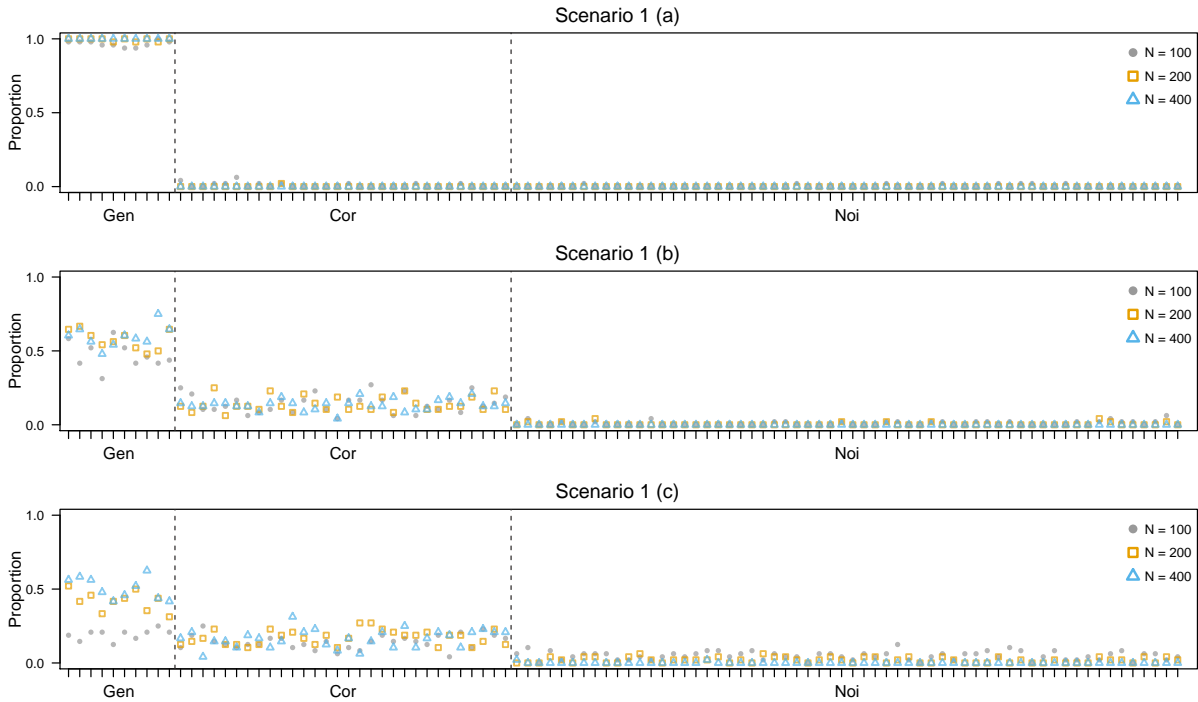 Scenario 1 (a)
1.0
0.5
0.0
Proportion
N = 100
N = 200
N = 400
Gen
Cor
Noi
Scenario 1 (b)
1.0
0.5
0.0
Proportion
N = 100
N = 200
N = 400
Gen
Cor
Noi
Scenario 1 (c)
1.0
0.5
0.0
Proportion
N = 100
N = 200
N = 400
Gen
Cor
Noi